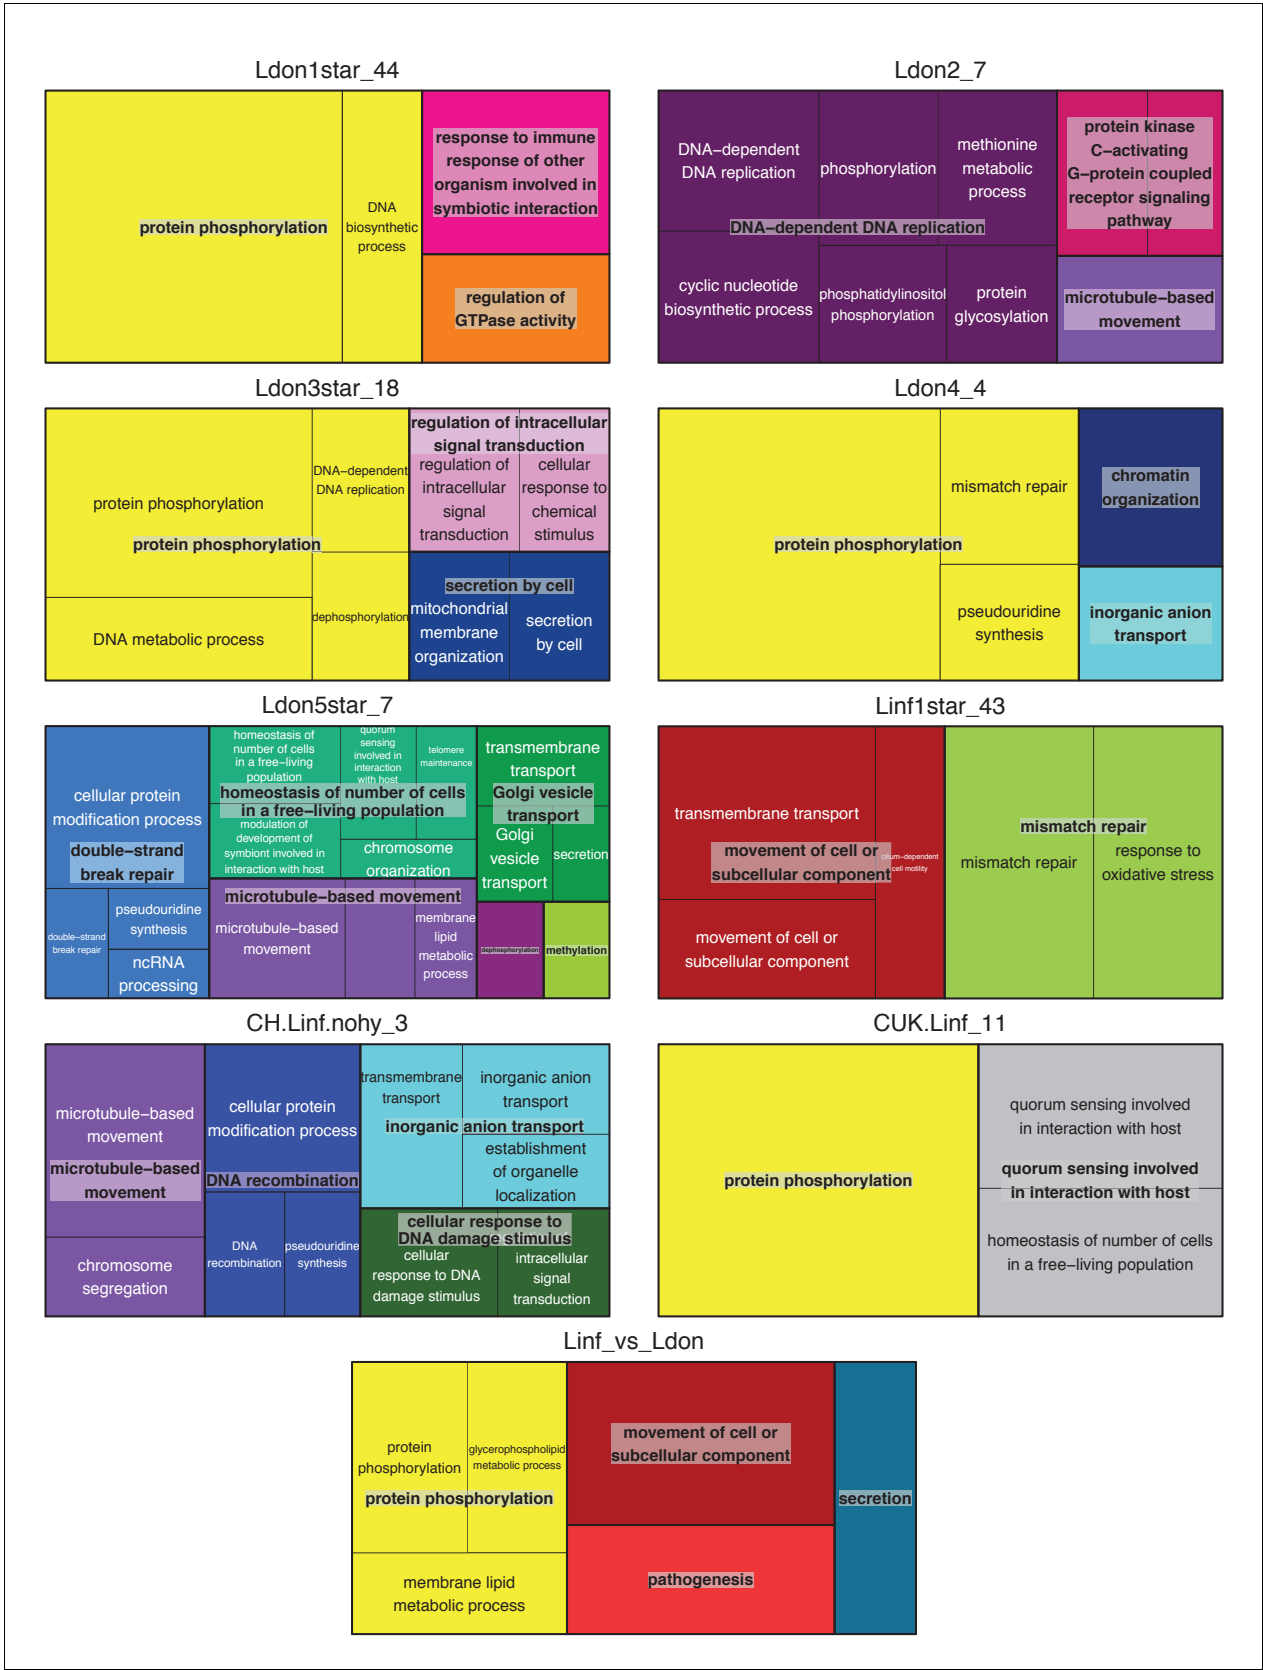 Ldon1star_44
protein phosphorylation
DNA
biosynthetic
process
response to immune
response of other
organism involved in
symbiotic interaction
regulation of
GTPase activity
Ldon2_7
DNA−dependent
DNA replication
phosphorylation
methionine
metabolic
process
DNA−dependent DNA replication
cyclic nucleotide
biosynthetic process
phosphatidylinositol
phosphorylation
protein
glycosylation
protein kinase
C−activating
G−protein coupled
receptor signaling
pathway
microtubule−based
movement
Ldon3star_18
protein phosphorylation
protein phosphorylation
DNA metabolic process
DNA−dependent
DNA replication
dephosphorylation
regulation of intracellular
signal transduction
regulation of
intracellular
signal
transduction
cellular
response to
chemical
stimulus
secretion by cell
mitochondrial
membrane
organization
secretion
by cell
Ldon4_4
protein phosphorylation
mismatch repair
pseudouridine
synthesis
chromatin
organization
inorganic anion
transport
Ldon5star_7
cellular protein
modification process
double−strand
break repair
double−strand
break repair
pseudouridine
synthesis
ncRNA
processing
homeostasis of
number of cells
in a free−living
population
quorum
sensing
involved in
interaction
with host
telomere
maintenance
homeostasis of number of cells
in a free−living population
modulation of
development of
symbiont involved in
interaction with host
chromosome
organization
microtubule−based movement
microtubule−based
movement
membrane
lipid
metabolic
process
transmembrane
transport
Golgi vesicle
transport
Golgi
vesicle
transport
secretion
dephosphorylation
methylation
Linf1star_43
transmembrane transport
movement of cell or
subcellular component
cilium−dependent
cell motility
movement of cell or
subcellular component
mismatch repair
mismatch repair
response to
oxidative stress
CH.Linf.nohy_3
microtubule−based
movement
microtubule−based
movement
chromosome
segregation
cellular protein
modification process
DNA recombination
DNA
recombination
pseudouridine
synthesis
transmembrane
transport
inorganic anion
transport
inorganic anion transport
establishment
of organelle
localization
cellular response to
DNA damage stimulus
cellular
response to DNA
damage stimulus
intracellular
signal
transduction
CUK.Linf_11
protein phosphorylation
quorum sensing involved
in interaction with host
quorum sensing involved
in interaction with host
homeostasis of number of cells
in a free−living population
Linf_vs_Ldon
protein
phosphorylation
glycerophospholipid
metabolic process
protein phosphorylation
membrane lipid
metabolic process
movement of cell or
subcellular component
pathogenesis
secretion